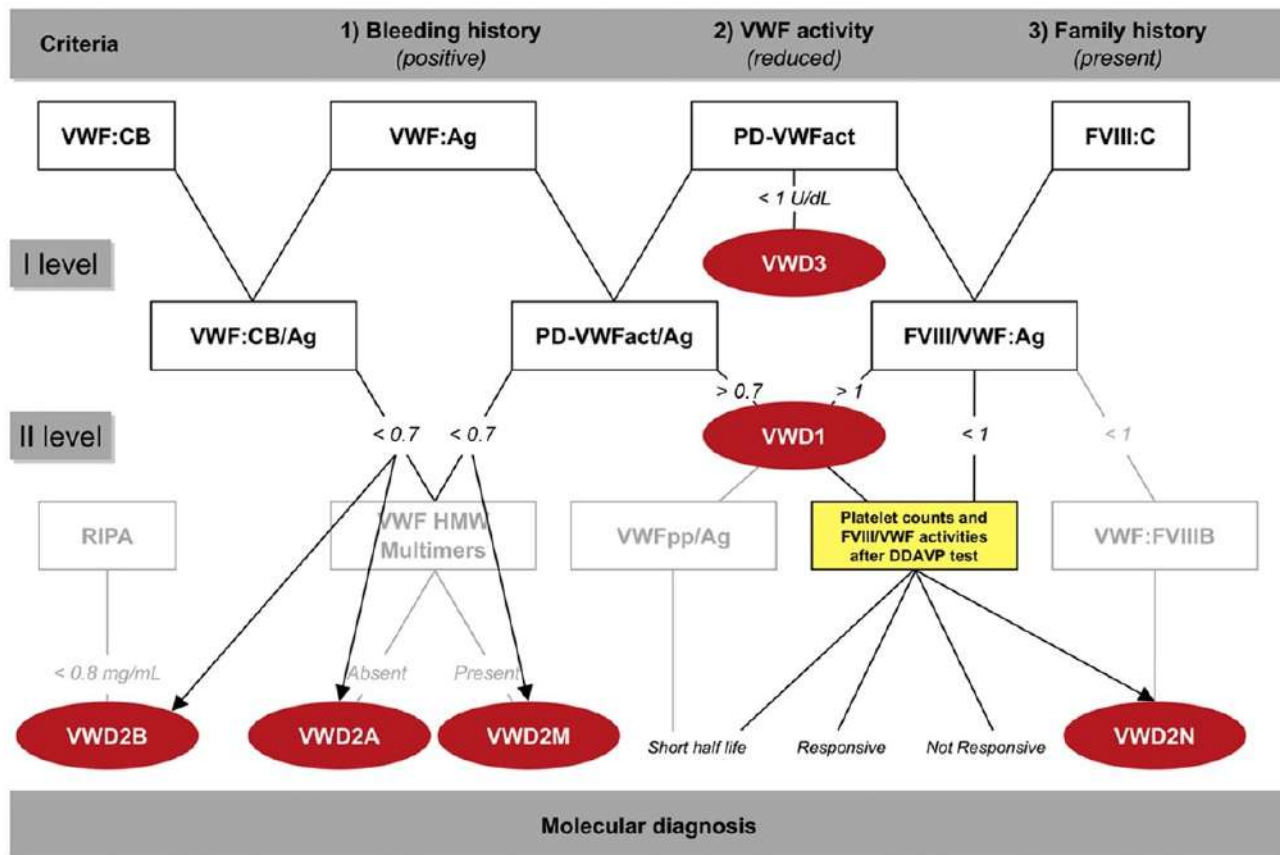 Criteria
1) Bleeding history
(positive)
2) VWF activity
(reduced)
3) Family history
(present)
VWF:CB
VWF:Ag
PD-VWFact
FVIII:C
< 1 U/dL
I level
VWD3
VWF:CB/Ag
PD-VWFact/Ag
FVIII/VWF:Ag
> 0.7
> 1
II level
< 0.7
< 0.7
VWD1
< 1
< 1
RIPA
VWF HMW
Multimers
VWFpp/Ag
Platelet counts and
FVIII/VWF activities
after DDAVP test
VWF:FVIIIB
< 0.8 mg/mL
Absent
Present
VWD2B
VWD2A
VWD2M
Short half life
Responsive
Not Responsive
VWD2N
Molecular diagnosis